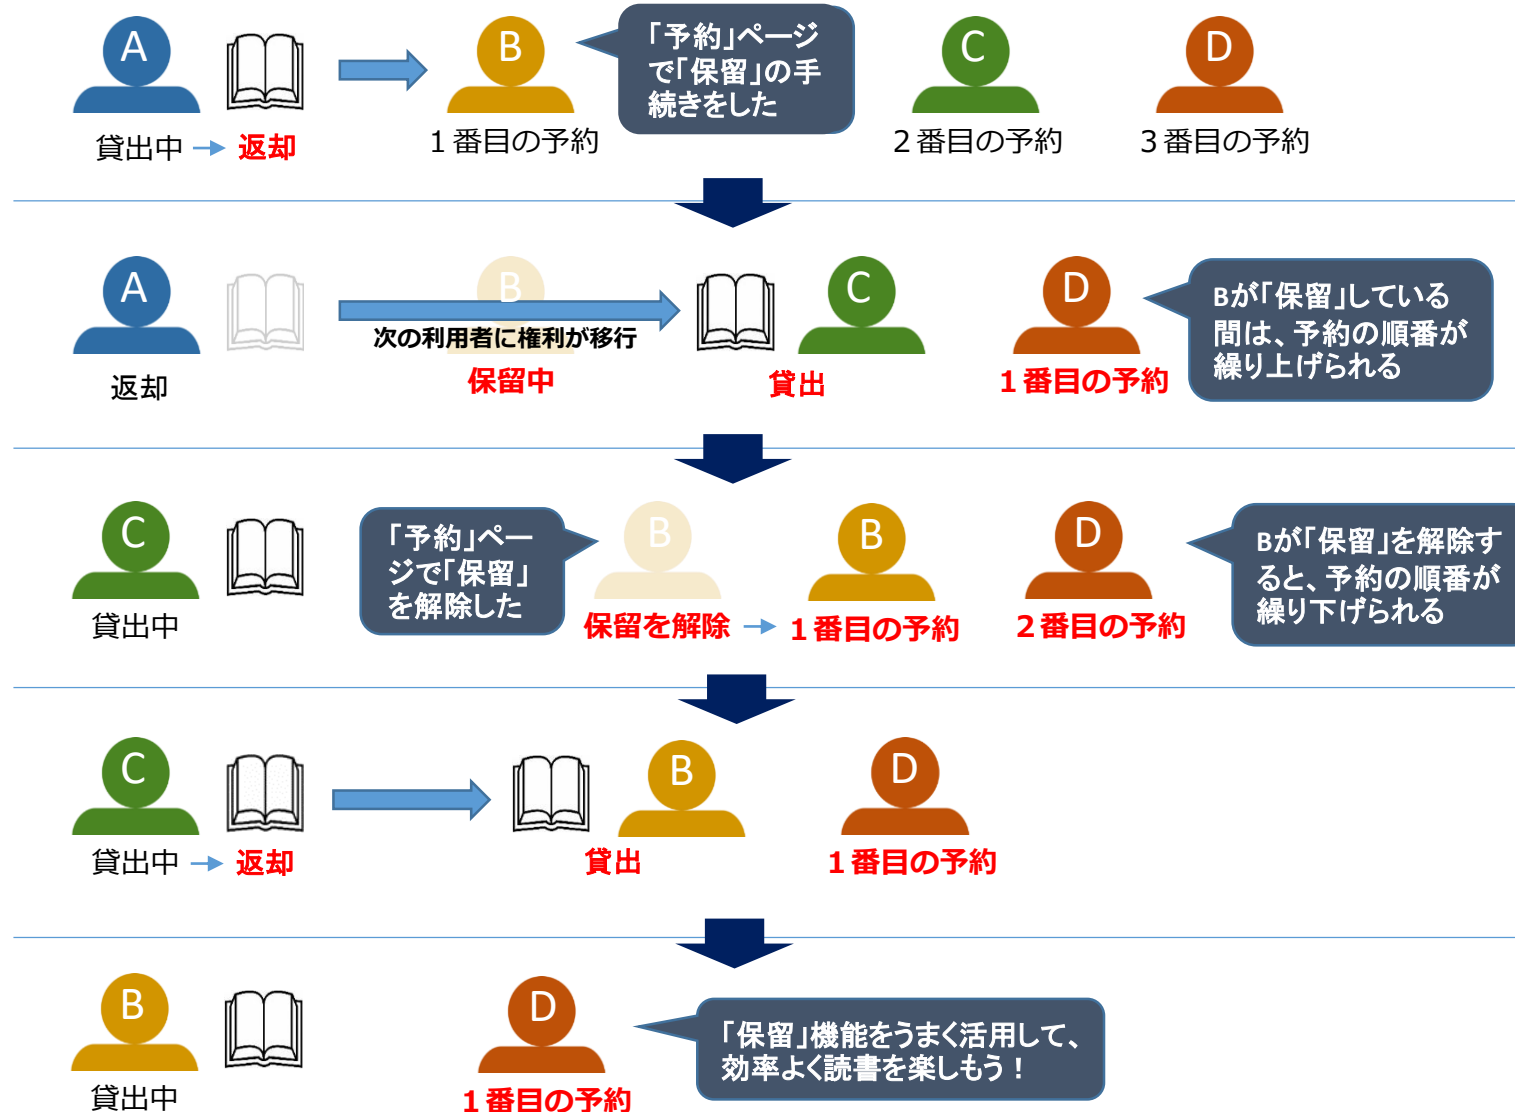 A
B
「予約」ページ
で「保留」の手
続きをした
C
D
貸出中
返却
１番目の予約
２番目の予約
３番目の予約
A
B
C
D
Bが「保留」している
間は、予約の順番が
繰り上げられる
次の利用者に権利が移行
返却
保留中
貸出
１番目の予約
C
「予約」ペー
ジで「保留」
を解除した
B
B
D
Bが「保留」を解除す
ると、予約の順番が
繰り下げられる
貸出中
保留を解除
１番目の予約
２番目の予約
C
B
D
貸出中
返却
貸出
１番目の予約
B
D
「保留」機能をうまく活用して、
効率よく読書を楽しもう！
貸出中
１番目の予約